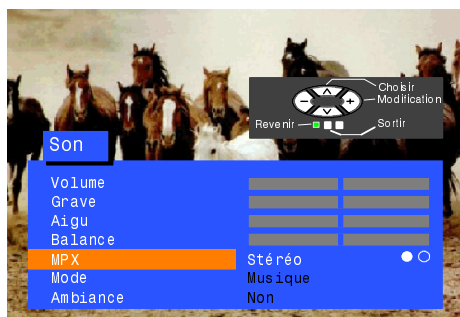 Choisir
Modification
Revenir
Sortir
Son
Volume
Grave
Aigu
Balance
MPX Stéréo
Mode Musique
Ambiance Non